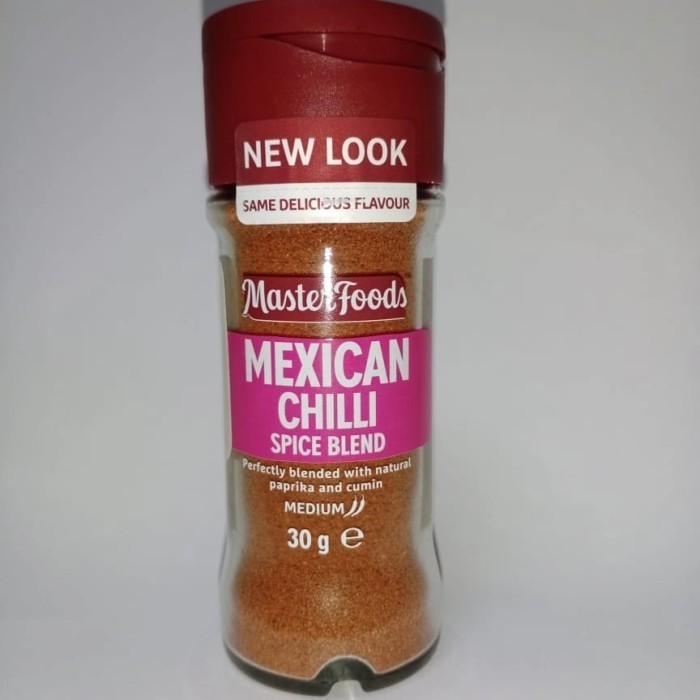 NEW LOOK
SAME DELICIOUS FLAVOUR
MasterFoods
MEXICAN
CHILLI
SPICE BLEND
Perfectly blended with natural
paprika and cumin
MEDIUM
30 g ℮